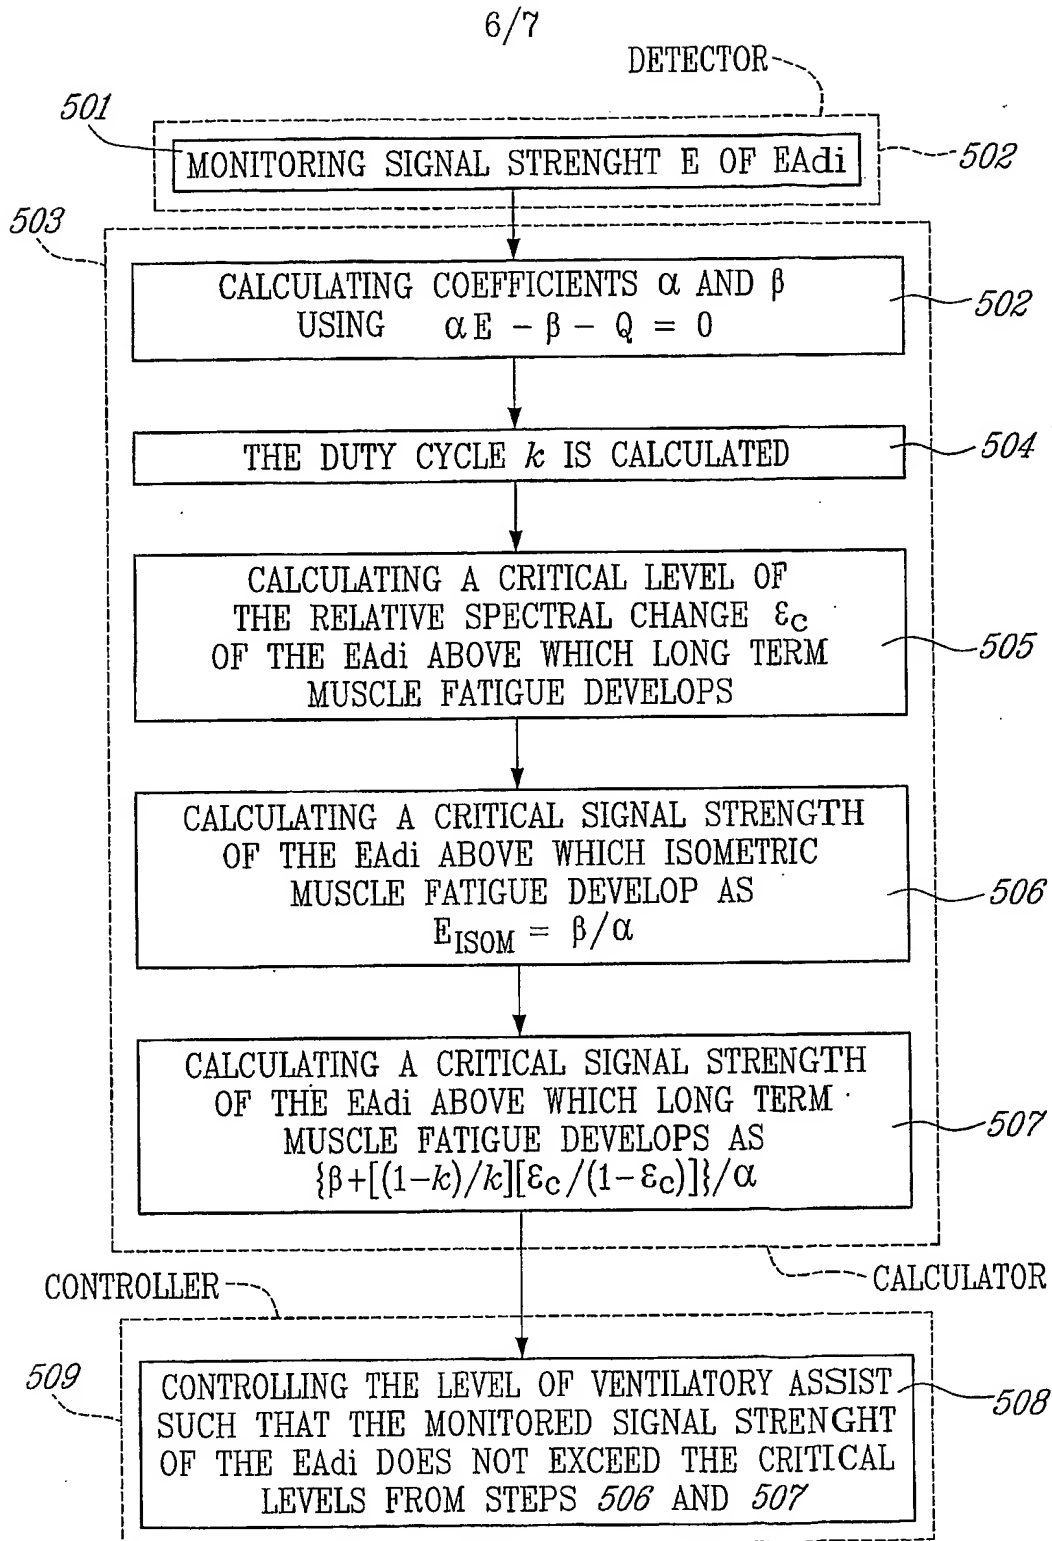 6/7
DETECTOR
501
MONITORING SIGNAL STRENGHT E OF EAdi
502
503
CALCULATING COEFFICIENTS α AND β
USING αE - β - Q = 0
502
THE DUTY CYCLE k IS CALCULATED
504
CALCULATING A CRITICAL LEVEL OF
THE RELATIVE SPECTRAL CHANGE εC
OF THE EAdi ABOVE WHICH LONG TERM
MUSCLE FATIGUE DEVELOPS
505
CALCULATING A CRITICAL SIGNAL STRENGTH
OF THE EAdi ABOVE WHICH ISOMETRIC
MUSCLE FATIGUE DEVELOP AS
EISOM = β/α
506
CALCULATING A CRITICAL SIGNAL STRENGTH
OF THE EAdi ABOVE WHICH LONG TERM
MUSCLE FATIGUE DEVELOPS AS
{β+[(1-k)/k][εC/(1-εC)]}/α
507
CALCULATOR
CONTROLLER
509
CONTROLLING THE LEVEL OF VENTILATORY ASSIST
SUCH THAT THE MONITORED SIGNAL STRENGHT
OF THE EAdi DOES NOT EXCEED THE CRITICAL
LEVELS FROM STEPS 506 AND 507
508